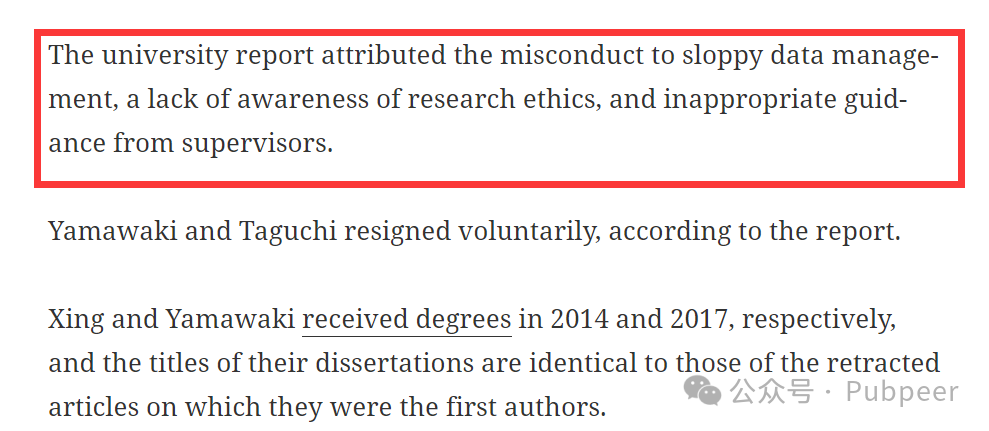 The university report attributed the misconduct to sloppy data manage-
ment, a lack of awareness of research ethics, and inappropriate guid-
ance from supervisors.
Yamawaki and Taguchi resigned voluntarily, according to the report.
Xing and Yamawaki received degrees in 2014 and 2017, respectively,
and the titles of their dissertations are identical to those of the retracted
articles on which they were the first authors.
公众号 · Pubpeer